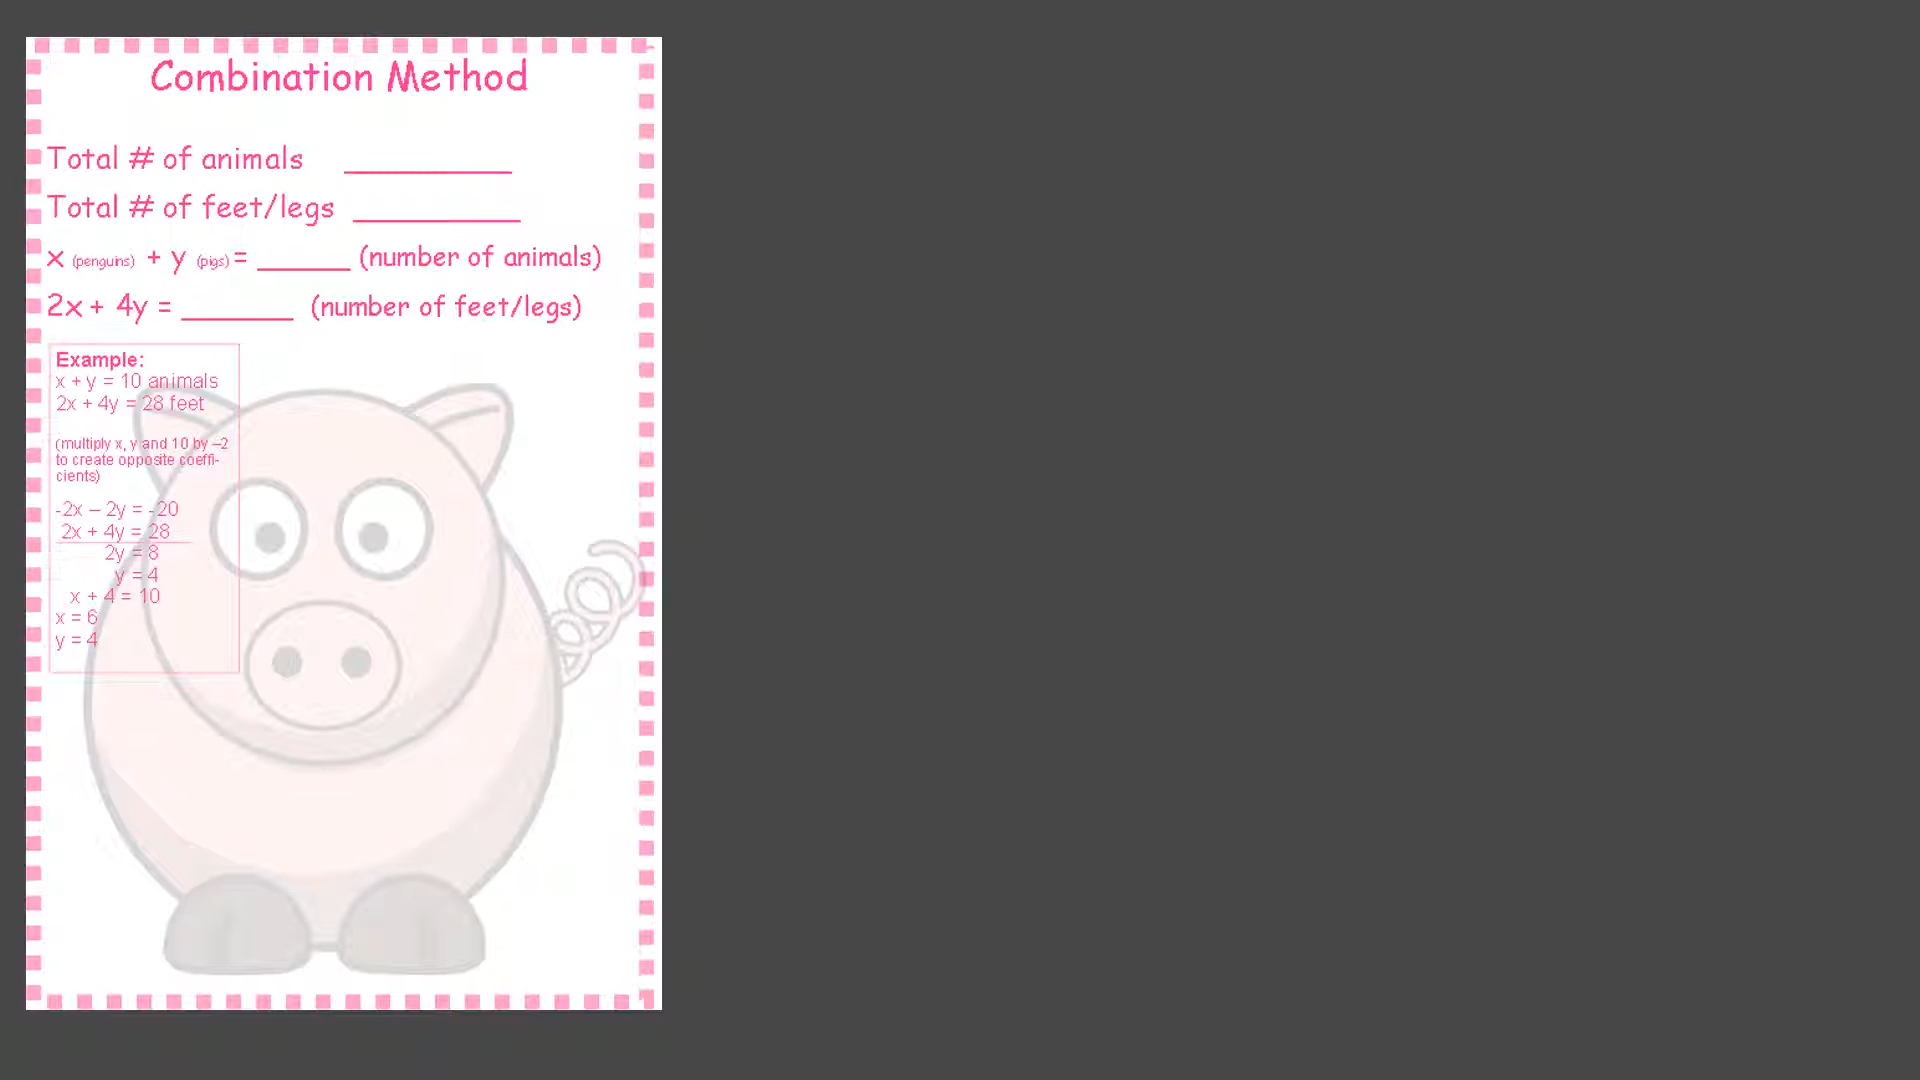 Combination Method
Total # of animals ___________
Total # of feet/legs ___________
x (penguins) + y (pigs) = ______ (number of animals)
2x + 4y = _______ (number of feet/legs)
Example:
x + y = 10 animals
2x + 4y = 28 feet
(multiply x, y and 10 by –2
to create opposite coeffi-
cients)
-2x – 2y = -20
2x + 4y = 28
2y = 8
y = 4
x + 4 = 10
x = 6
y = 4